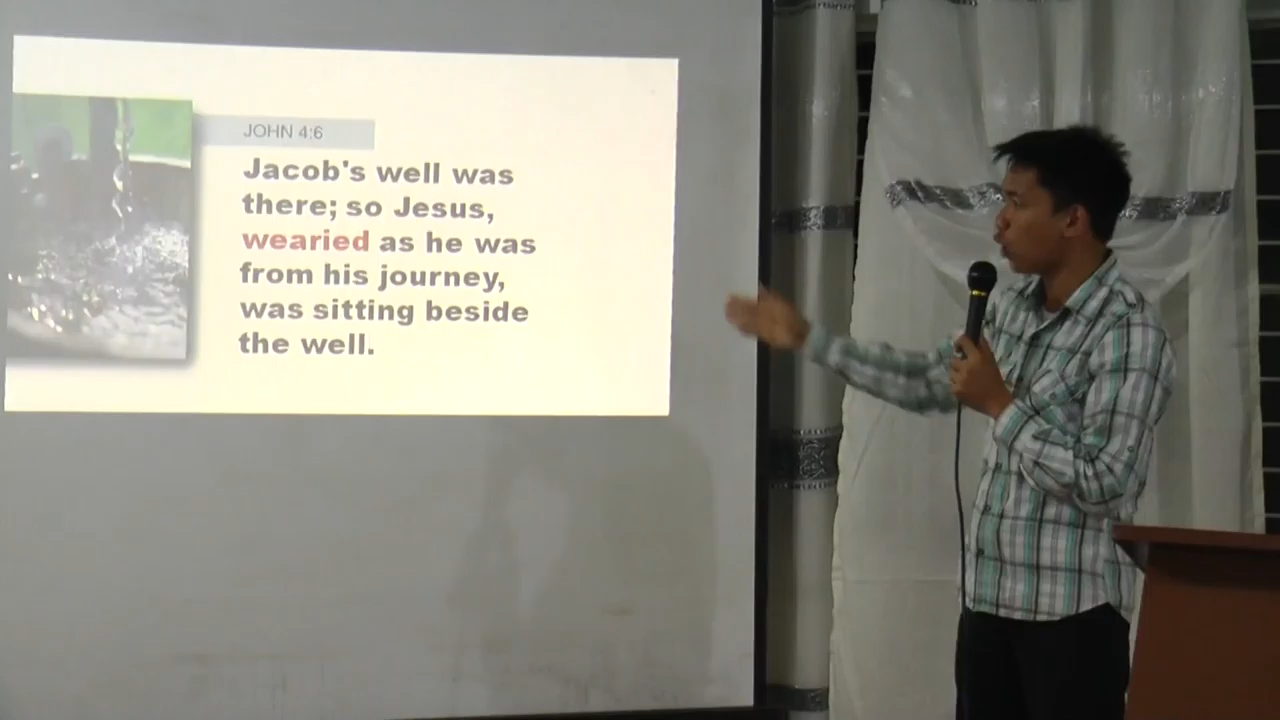 JOHN 4:6
Jacob's well was
there; so Jesus,
wearied as he was
from his journey,
was sitting beside
the well.